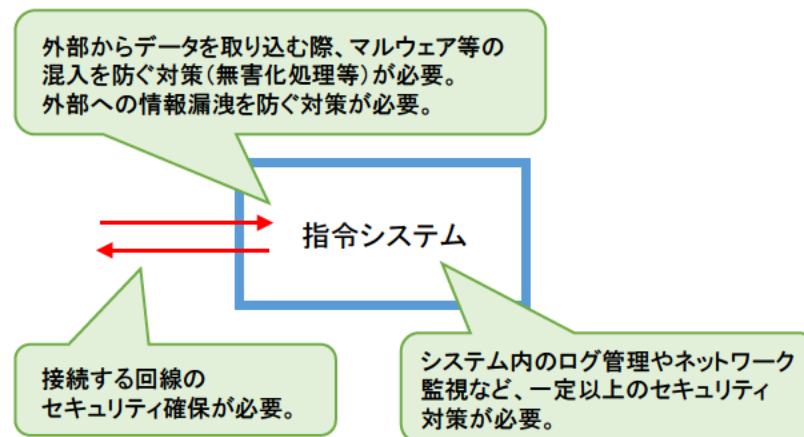 外部からデータを取り込む際、マルウェア等の
混入を防ぐ対策(無害化処理等)が必要。
外部への情報漏洩を防ぐ対策が必要。
指令システム
接続する回線の
セキュリティ確保が必要。
システム内のログ管理やネットワーク
監視など、一定以上のセキュリティ
対策が必要。